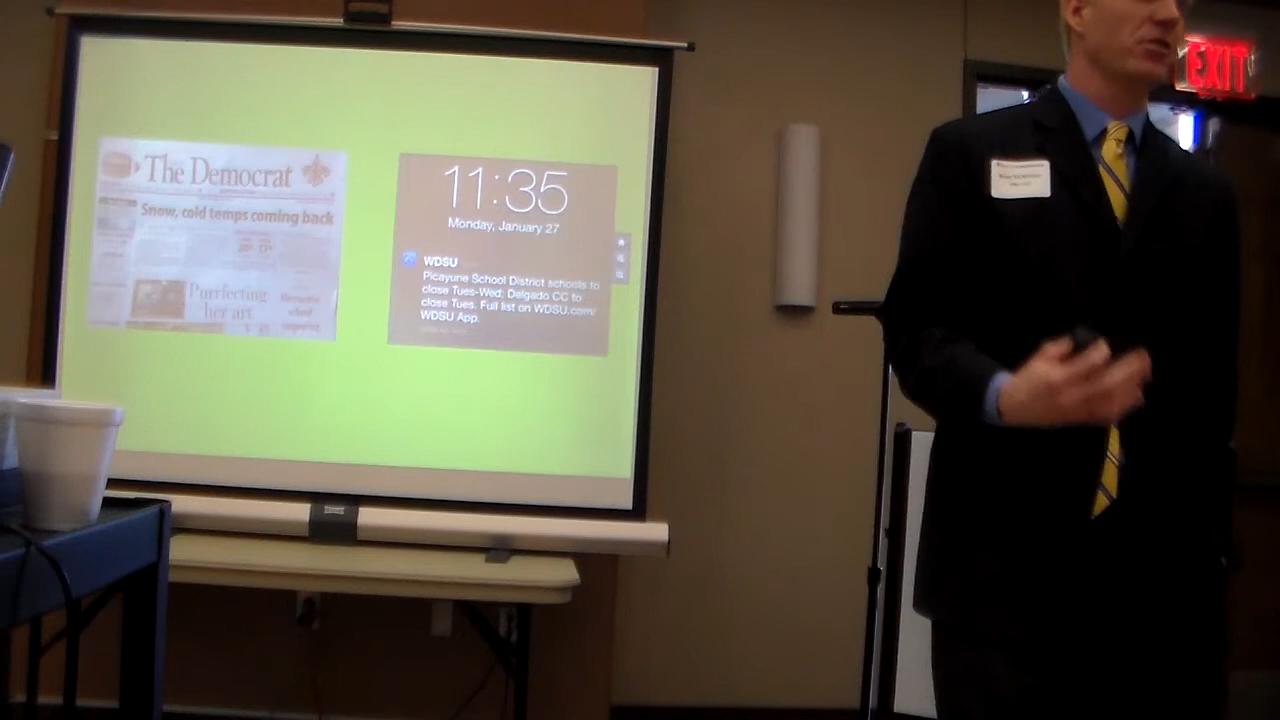 The Democrat
Snow, cold temps coming back
Purrfecting
her art
11:35
Monday, January 27
WDSU
Picayune School District schools to
close Tues-Wed; Delgado CC to
close Tues. Full list on WDSU.com/
WDSU App.
EXIT